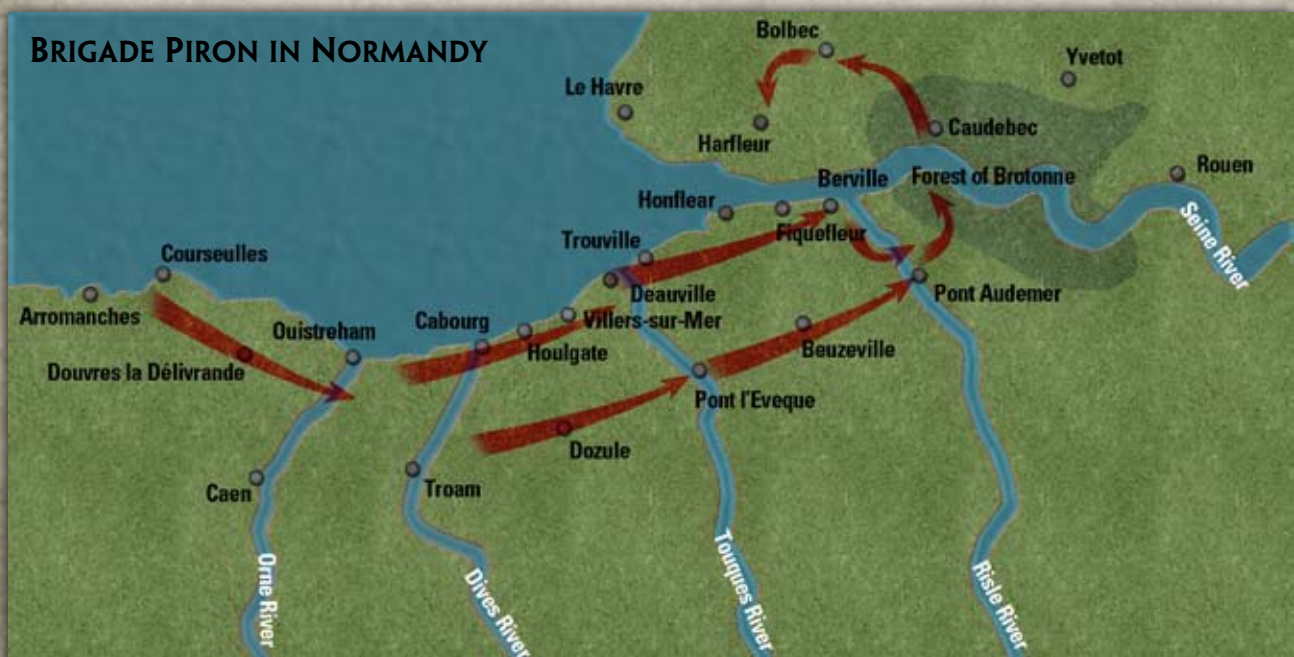 BRIGADE PIRON IN NORMANDY
Bolbec
Yvetot
Le Havre
Harfleur
Caudebec
Rouen
Berville
Forest of Brotonne
Honflear
Fiquefleur
Seine River
Trouville
Courseulles
Deauville
Pont Audemer
Arromanches
Ouistreham
Cabourg
Villers-sur-Mer
Houlgate
Beuzeville
Douvres la Délivrande
Pont l'Eveque
Dozule
Caen
Troam
Orne River
Dives River
Touques River
Risle River